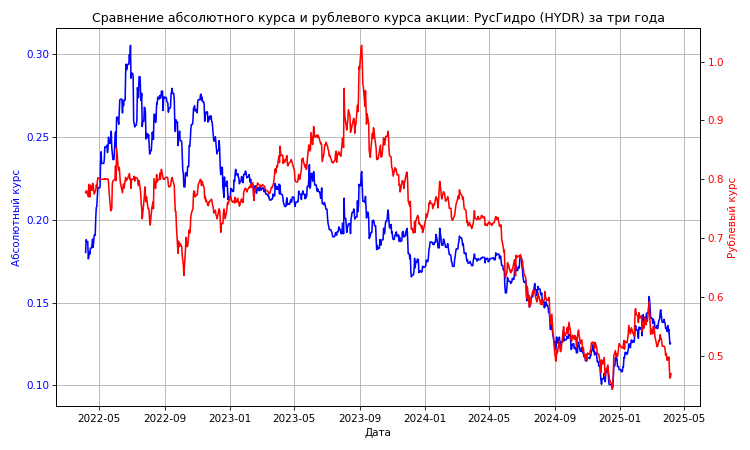 Сравнение абсолютного курса и рублевого курса акции: РусГидро (HYDR) за три года
0.30
0.25
0.20
0.15
0.10
Абсолютный курс
1.0
0.9
0.8
0.7
0.6
0.5
Рублевый курс
2022-05 2022-09 2023-01 2023-05 2023-09 2024-01 2024-05 2024-09 2025-01 2025-05
Дата